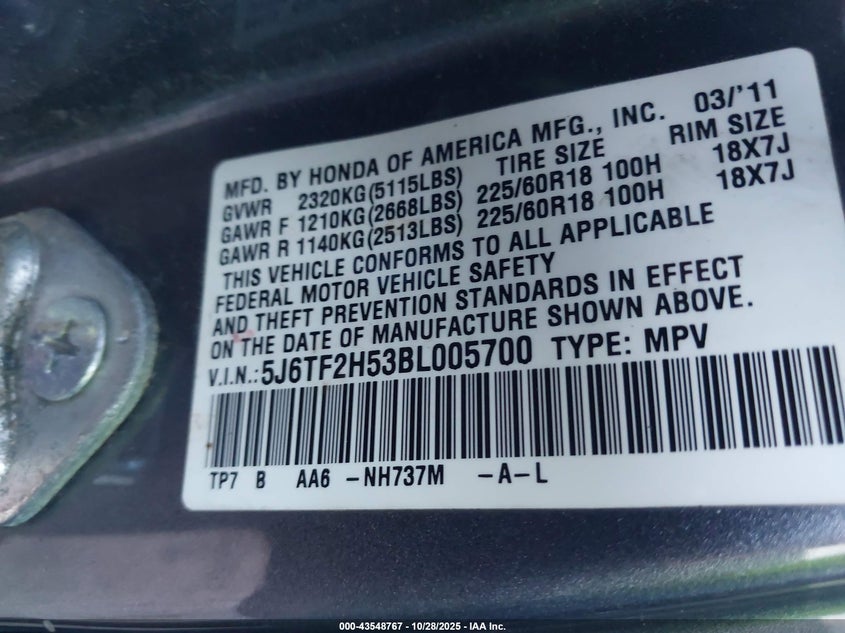 MFD. BY HONDA OF AMERICA MFG., INC. 03/'11
GVWR 2320KG(5115LBS) TIRE SIZE RIM SIZE
GAWR F 1210KG(2668LBS) 225/60R18 100H 18X7J
GAWR R 1140KG(2513LBS) 225/60R18 100H 18X7J
THIS VEHICLE CONFORMS TO ALL APPLICABLE
FEDERAL MOTOR VEHICLE SAFETY
AND THEFT PREVENTION STANDARDS IN EFFECT
ON THE DATE OF MANUFACTURE SHOWN ABOVE.
V.I.N.: 5J6TF2H53BL005700 TYPE: MPV
TP7 B AA6 -NH737M -A-L
000-43548767 - 10/28/2025 - IAA Inc.